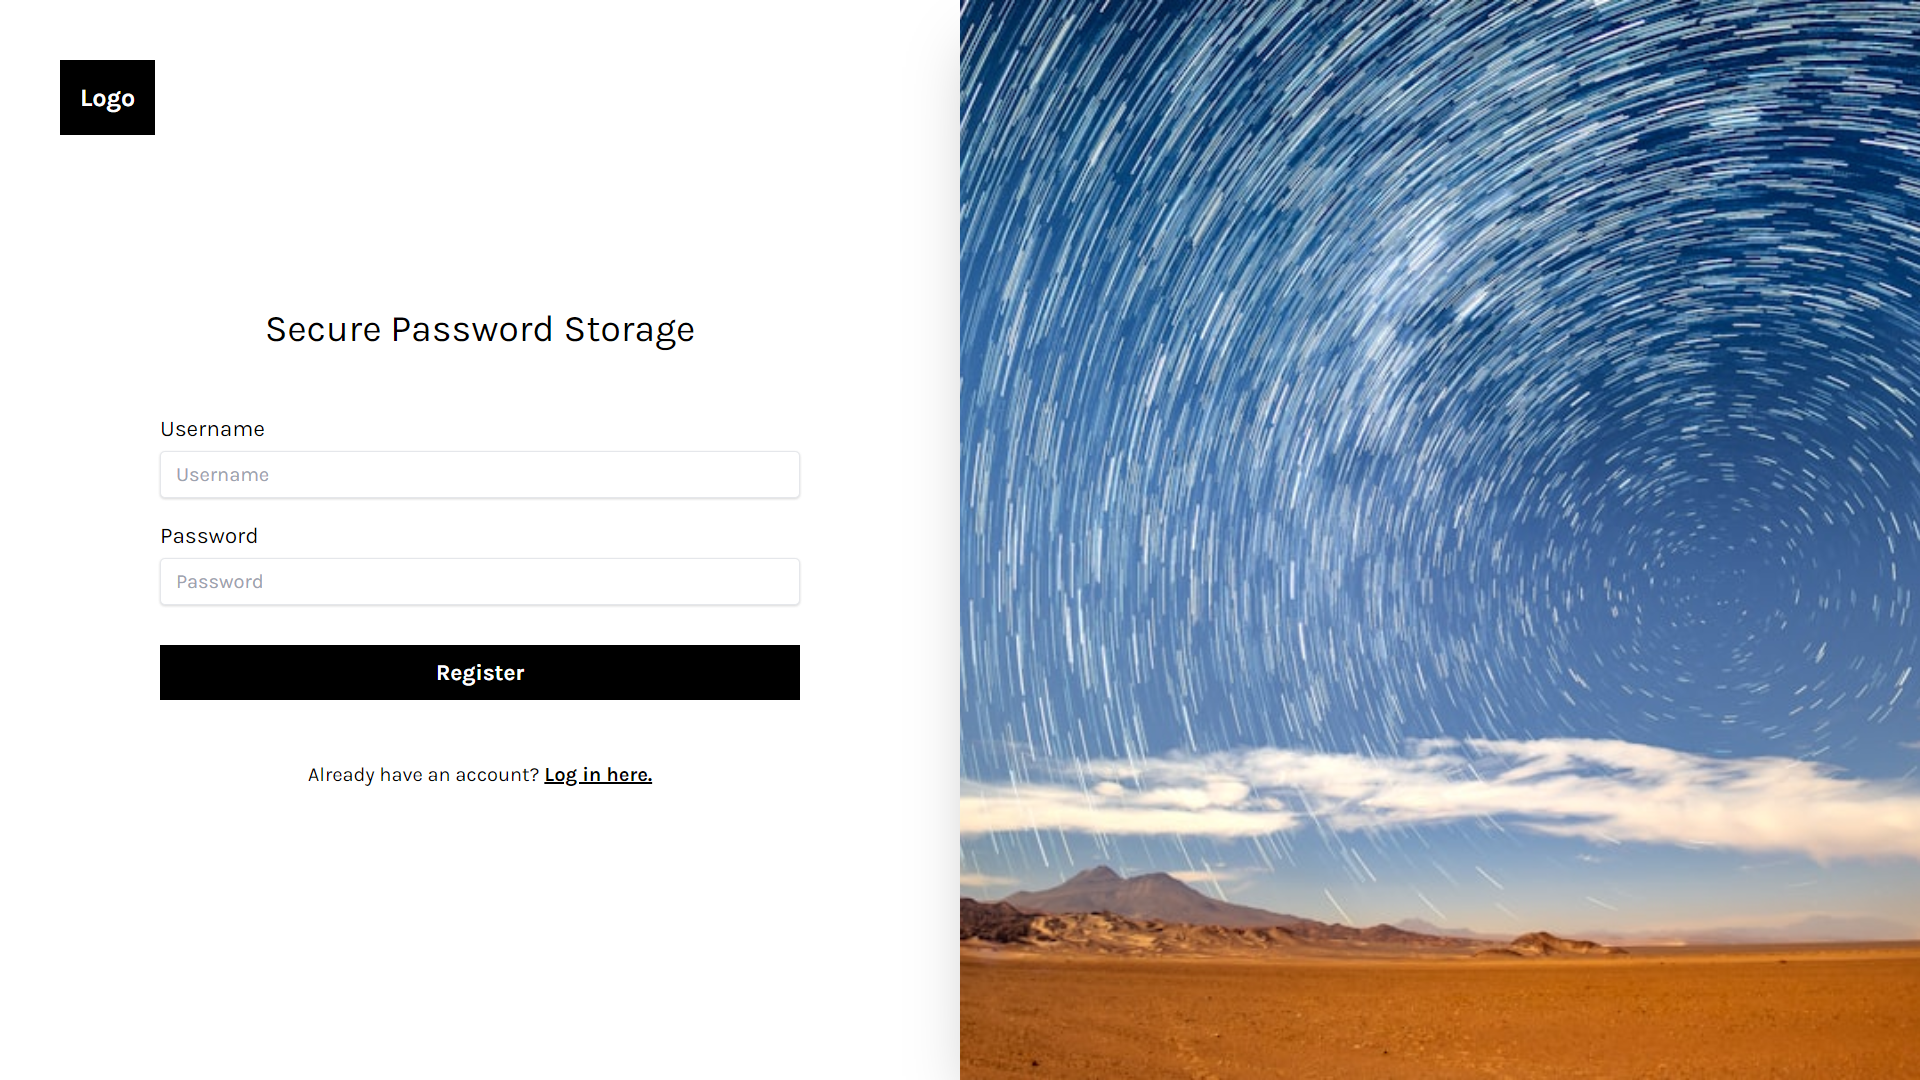 Logo
Secure Password Storage
Username
Username
Password
Password
Register
Already have an account? Log in here.